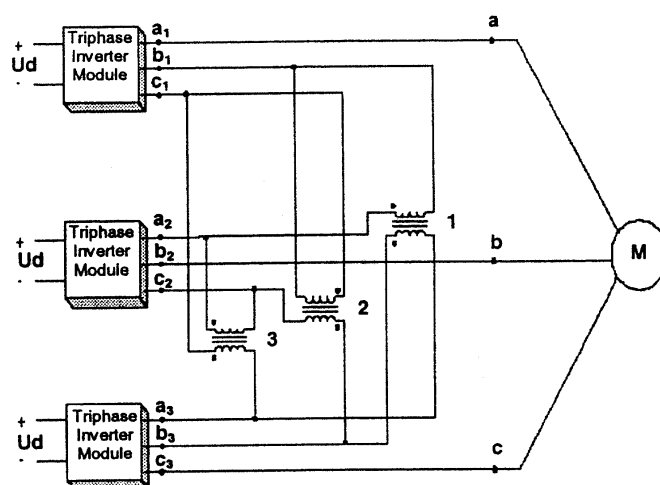 Triphase
Inverter
Module
+
Ud
-
a1
b1
c1
a
Triphase
Inverter
Module
+
Ud
-
a2
b2
c2
1
2
3
b
M
Triphase
Inverter
Module
+
Ud
-
a3
b3
c3
c